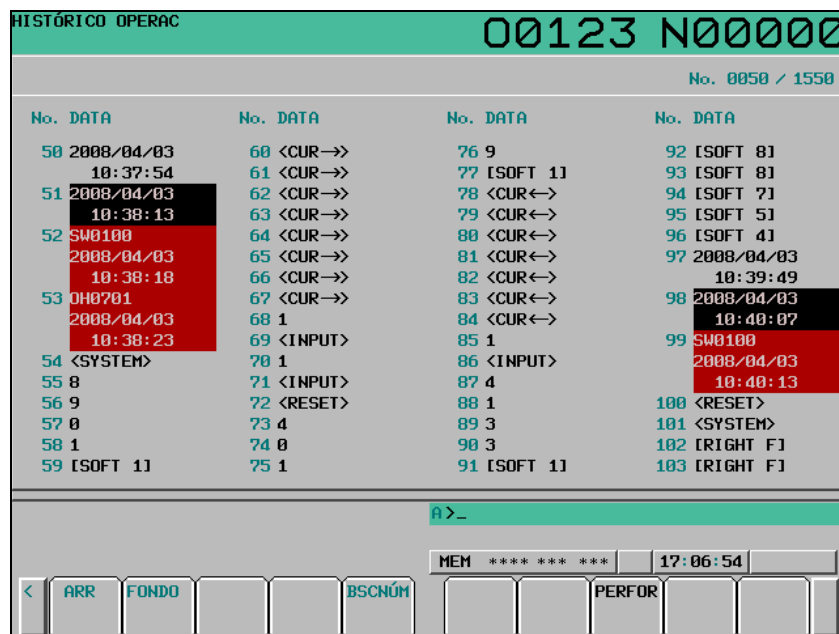 HISTÓRICO OPERAC
O0123 N00000
No. 0050 / 1550
No. DATA
50 2008/04/03
10:37:54
51 2008/04/03
10:38:13
52 SW0100
2008/04/03
10:38:18
53 OH0701
2008/04/03
10:38:23
54 <SYSTEM>
55 8
56 9
57 0
58 1
59 [SOFT 1]
No. DATA
60 <CUR→>
61 <CUR→>
62 <CUR→>
63 <CUR→>
64 <CUR→>
65 <CUR→>
66 <CUR→>
67 <CUR→>
68 1
69 <INPUT>
70 1
71 <INPUT>
72 <RESET>
73 4
74 0
75 1
No. DATA
76 9
77 [SOFT 1]
78 <CUR←>
79 <CUR←>
80 <CUR←>
81 <CUR←>
82 <CUR←>
83 <CUR←>
84 <CUR←>
85 1
86 <INPUT>
87 4
88 1
89 3
90 3
91 [SOFT 1]
No. DATA
92 [SOFT 8]
93 [SOFT 8]
94 [SOFT 7]
95 [SOFT 5]
96 [SOFT 4]
97 2008/04/03
10:39:49
98 2008/04/03
10:40:07
99 SW0100
2008/04/03
10:40:13
100 <RESET>
101 <SYSTEM>
102 [RIGHT F]
103 [RIGHT F]
A>_
MEM **** *** *** 17:06:54
< ARR FONDO BSCNÚM PERFOR